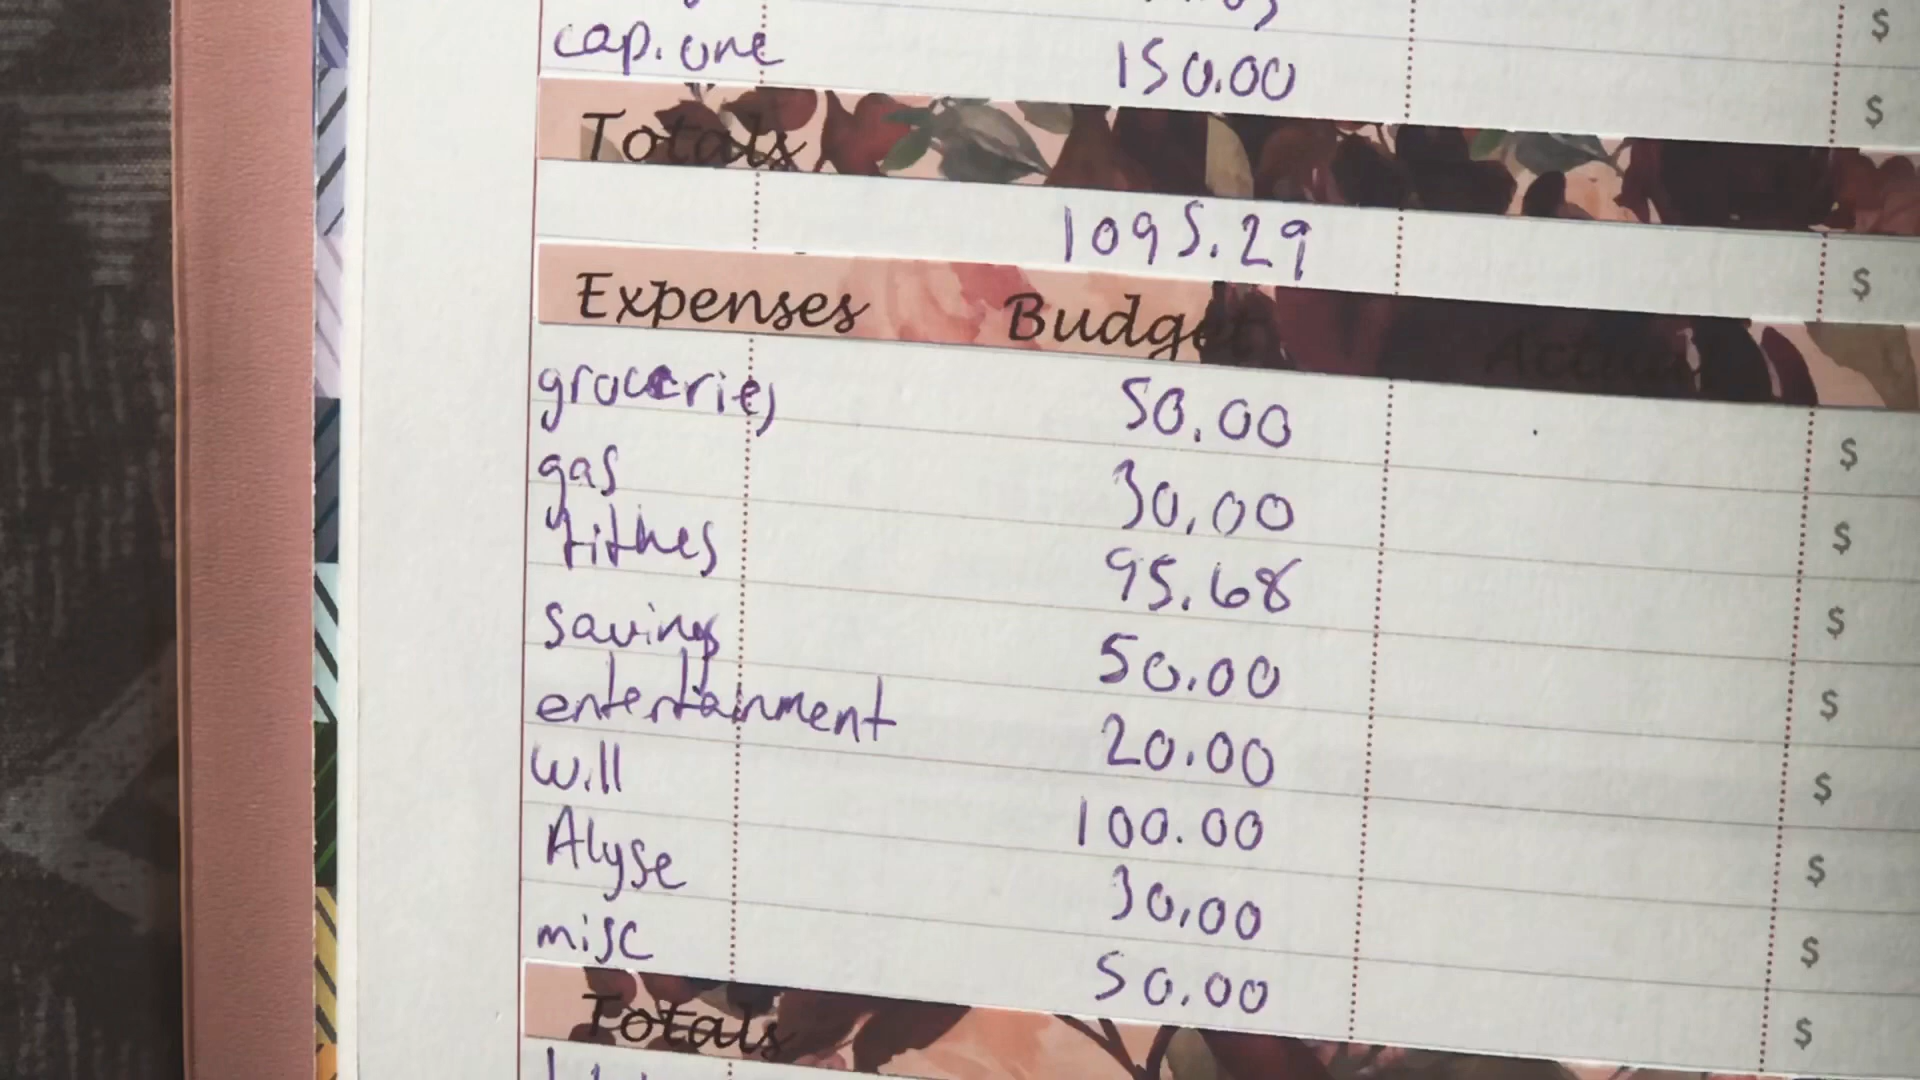 cap.one 150.00 $
$
Totals
1095.29 $
Expenses Budget Actual
groceries 50.00 $
gas 30.00 $
tithes 95.68 $
savings 50.00 $
entertainment 20.00 $
will 100.00 $
Alyse 30.00 $
misc 50.00 $
Totals